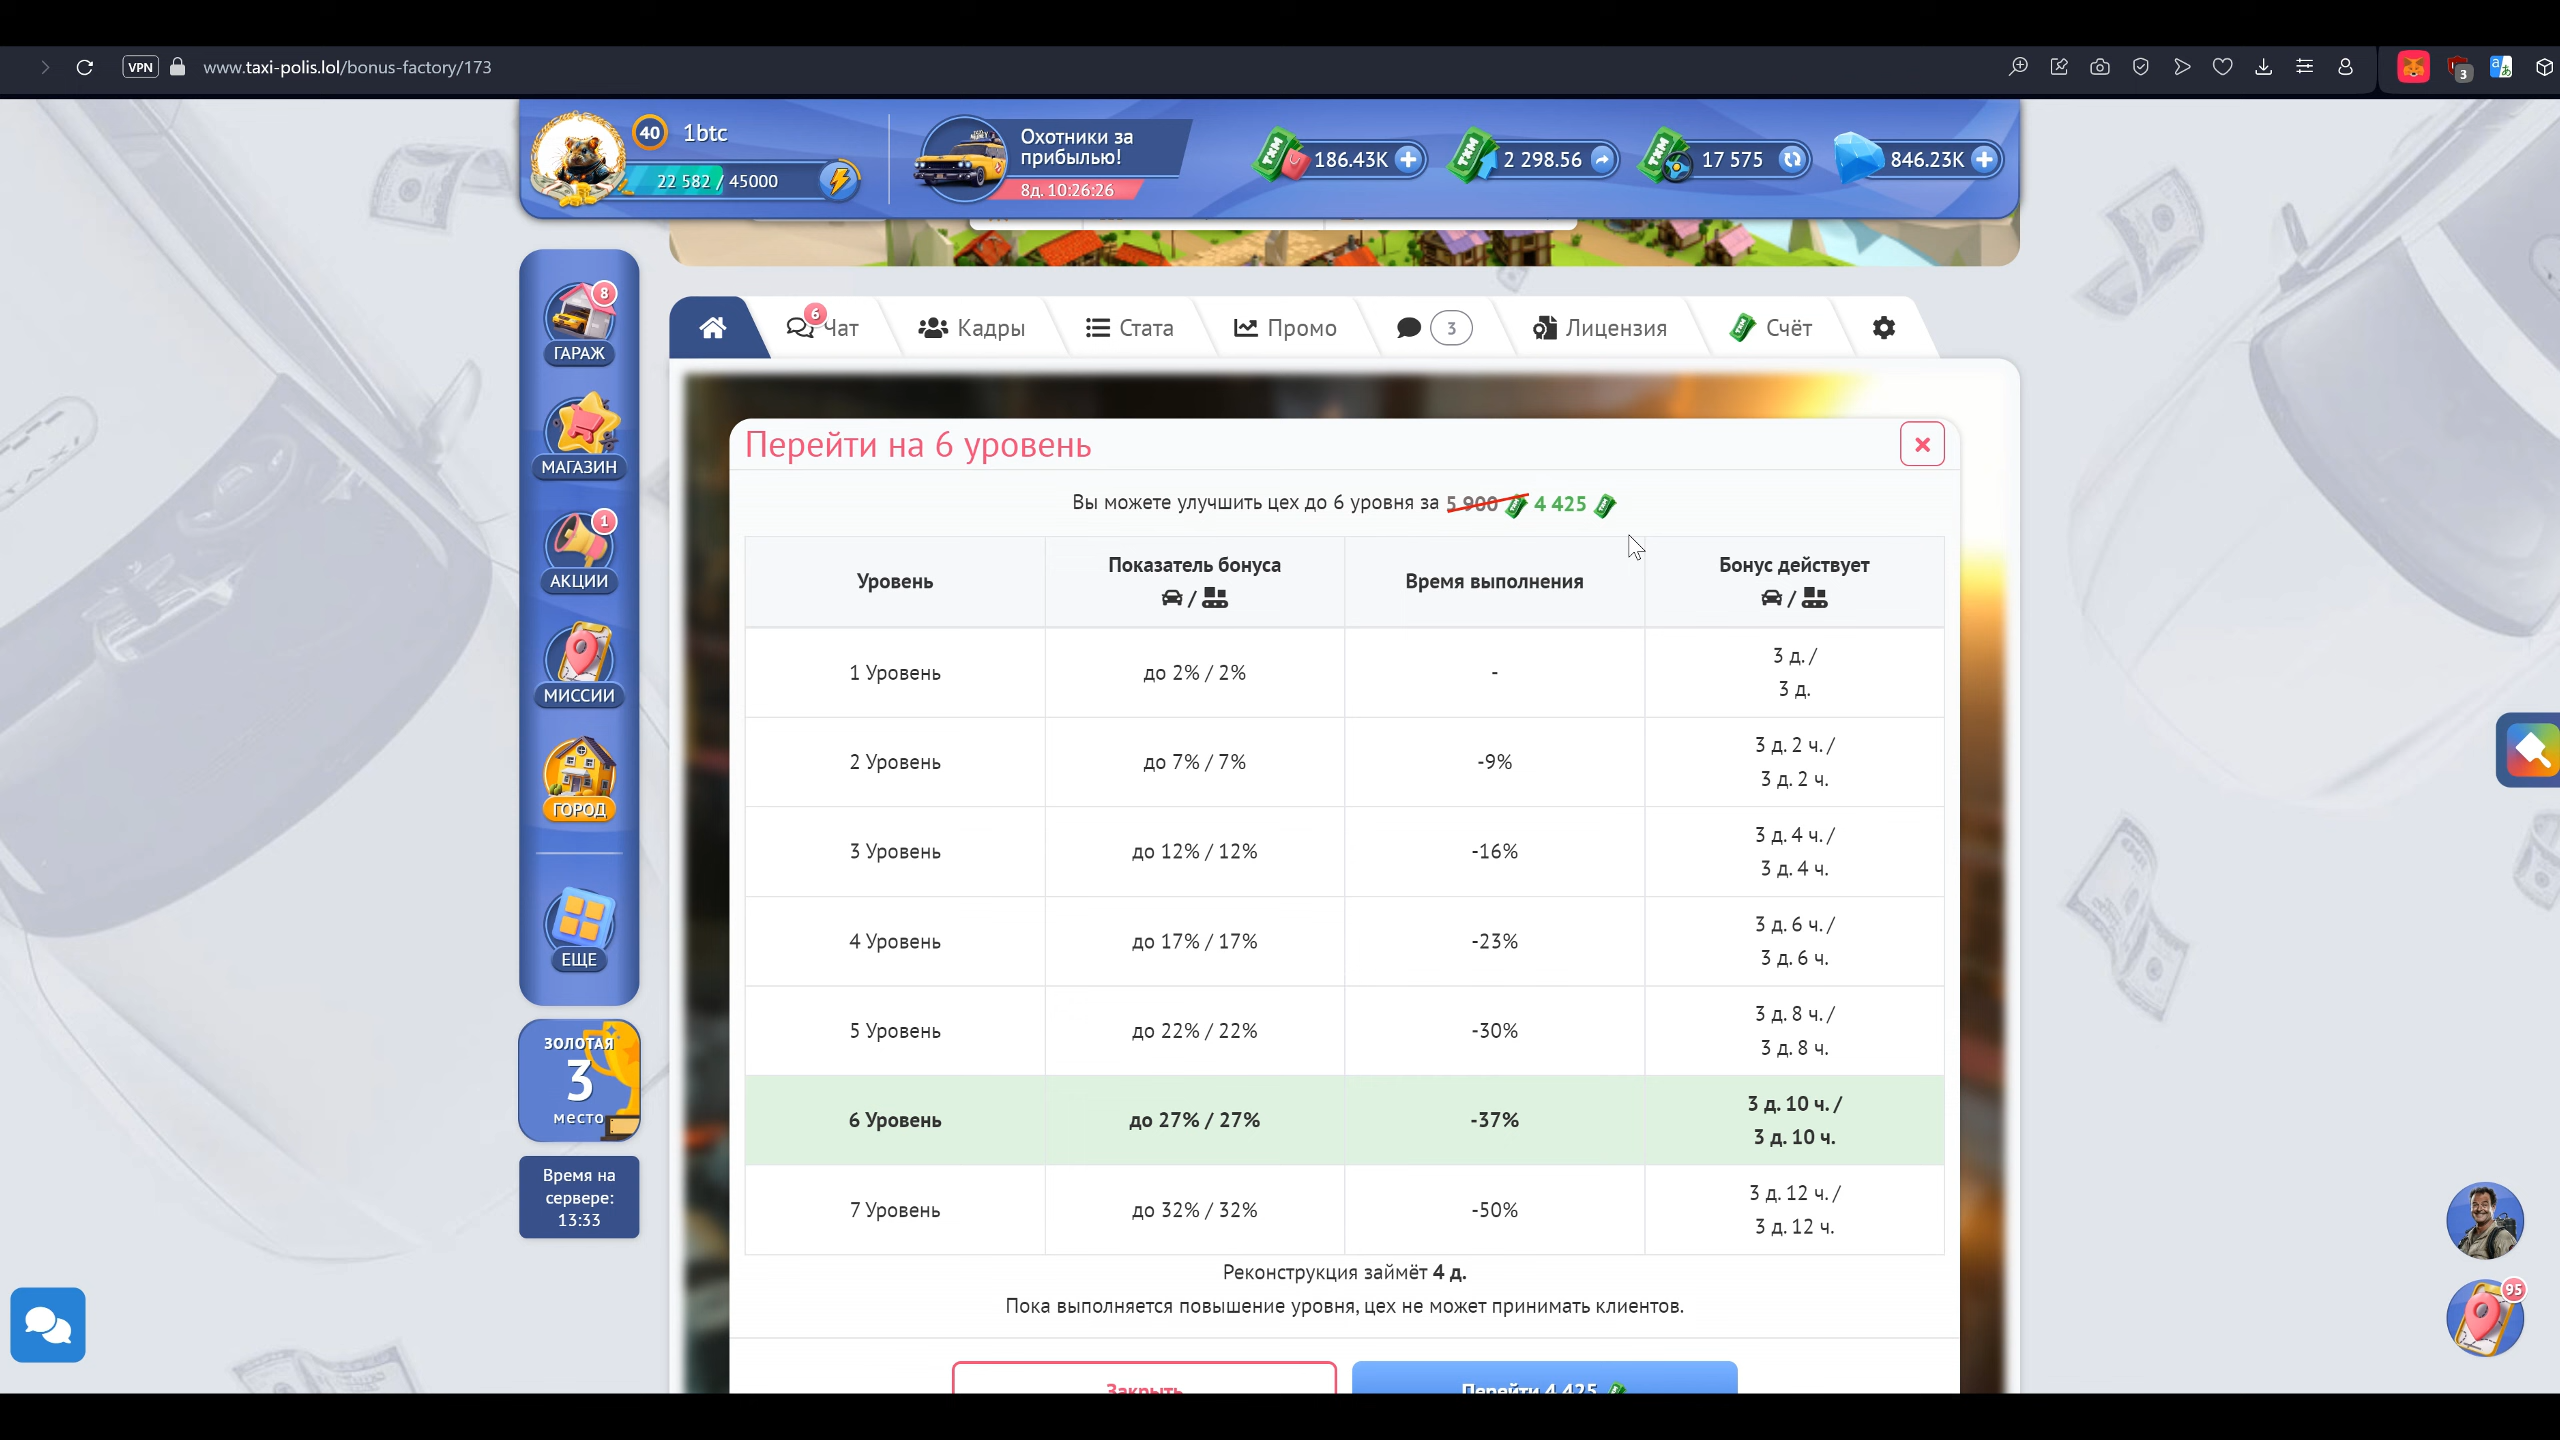 VPN
www.taxi-polis.lol/bonus-factory/173
3
40
1btc
22 582 / 45000
Охотники за
прибылью!
8д. 10:26:26
186.43K
2 298.56
17 575
846.23K
8
ГАРАЖ
МАГАЗИН
1
АКЦИИ
МИССИИ
ГОРОД
ЕЩЕ
ЗОЛОТАЯ
3
место
Время на
сервере:
13:33
6
Чат
Кадры
Стата
Промо
3
Лицензия
Счёт
Перейти на 6 уровень
Вы можете улучшить цех до 6 уровня за 5 900 4 425
Уровень
Показатель бонуса
/
Время выполнения
Бонус действует
/
1 Уровень
до 2% / 2%
-
3 д. /
3 д.
2 Уровень
до 7% / 7%
-9%
3 д. 2 ч. /
3 д. 2 ч.
3 Уровень
до 12% / 12%
-16%
3 д. 4 ч. /
3 д. 4 ч.
4 Уровень
до 17% / 17%
-23%
3 д. 6 ч. /
3 д. 6 ч.
5 Уровень
до 22% / 22%
-30%
3 д. 8 ч. /
3 д. 8 ч.
6 Уровень
до 27% / 27%
-37%
3 д. 10 ч. /
3 д. 10 ч.
7 Уровень
до 32% / 32%
-50%
3 д. 12 ч. /
3 д. 12 ч.
Реконструкция займёт 4 д.
Пока выполняется повышение уровня, цех не может принимать клиентов.
Закрыть
Перейти 4 425
95